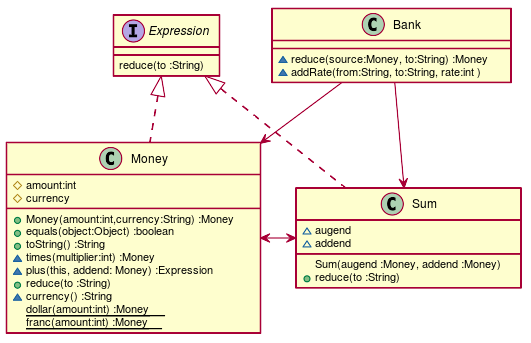 I Expression
reduce(to :String)
C Bank
reduce(source:Money, to:String) :Money
addRate(from:String, to:String, rate:int )
C Money
amount:int
currency
Money(amount:int,currency:String) :Money
equals(object:Object) :boolean
toString() :String
times(multiplier:int) :Money
plus(this, addend: Money) :Expression
reduce(to :String)
currency() :String
dollar(amount:int) :Money
franc(amount:int) :Money
C Sum
augend
addend
Sum(augend :Money, addend :Money)
reduce(to :String)